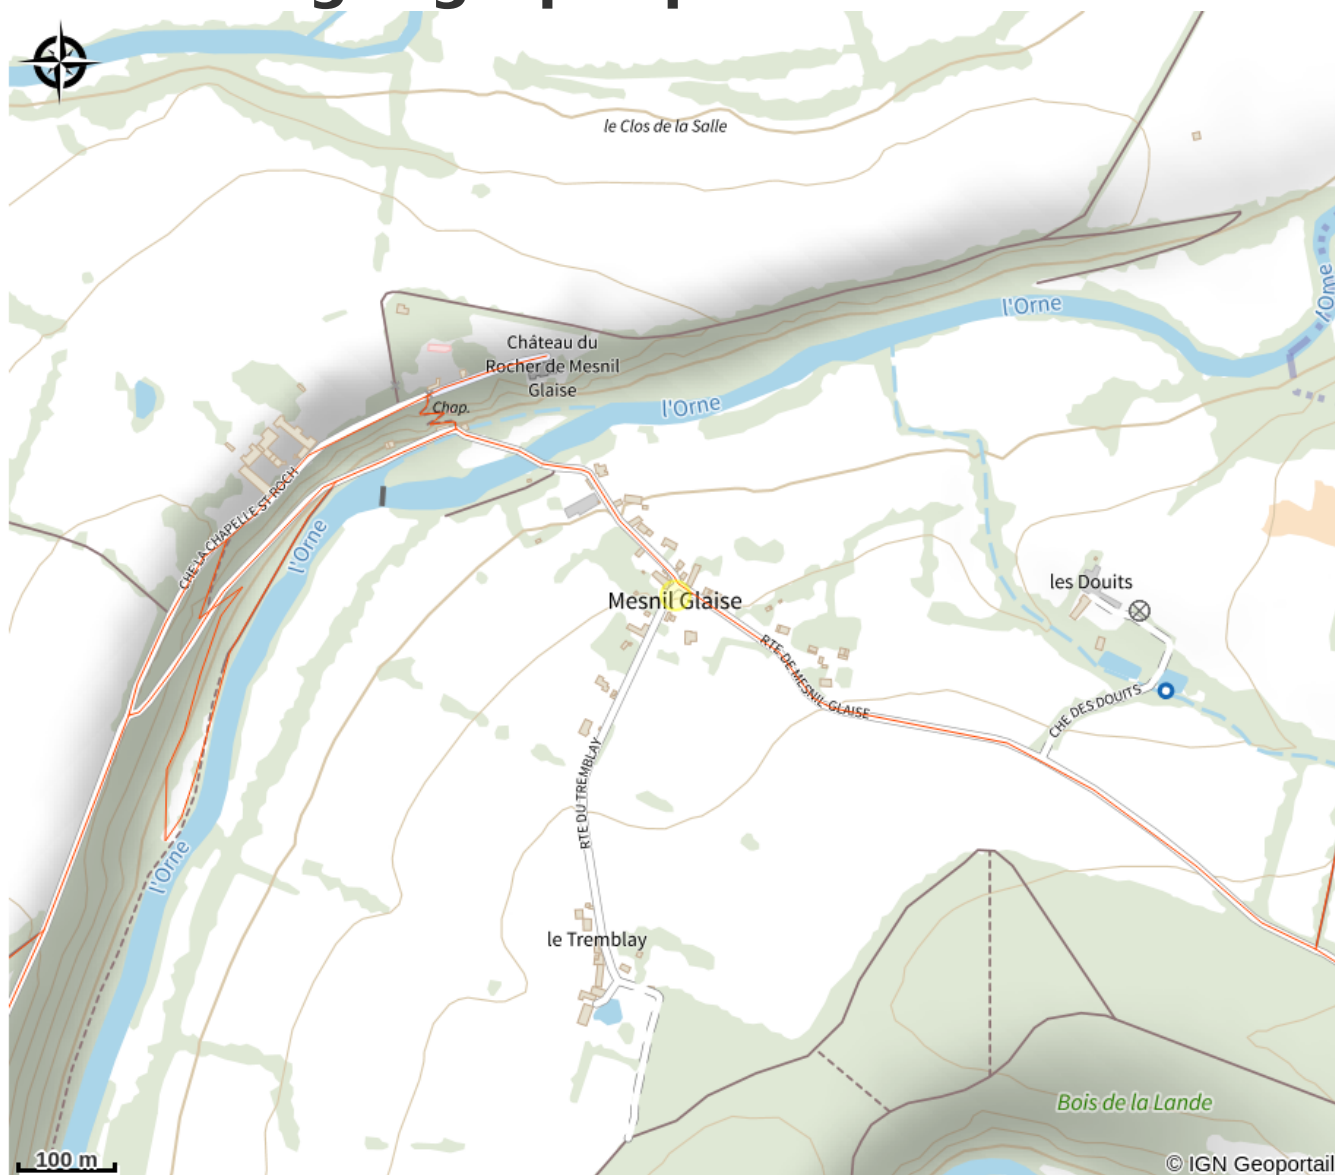 le Clos de la Salle
l'Orne
l'Orne
Château du
Rocher de Mesnil
Glaise
Chap.
l'Orne
CHE LA CHAPELLE ST ROCH
l'Orne
les Douits
Mesnil Glaise
RTE DE MESNIL GLAISE
CHE DES DOUITS
RTE DU TREMBLAY
l'Orne
le Tremblay
Bois de la Lande
100 m
© IGN Geoportail